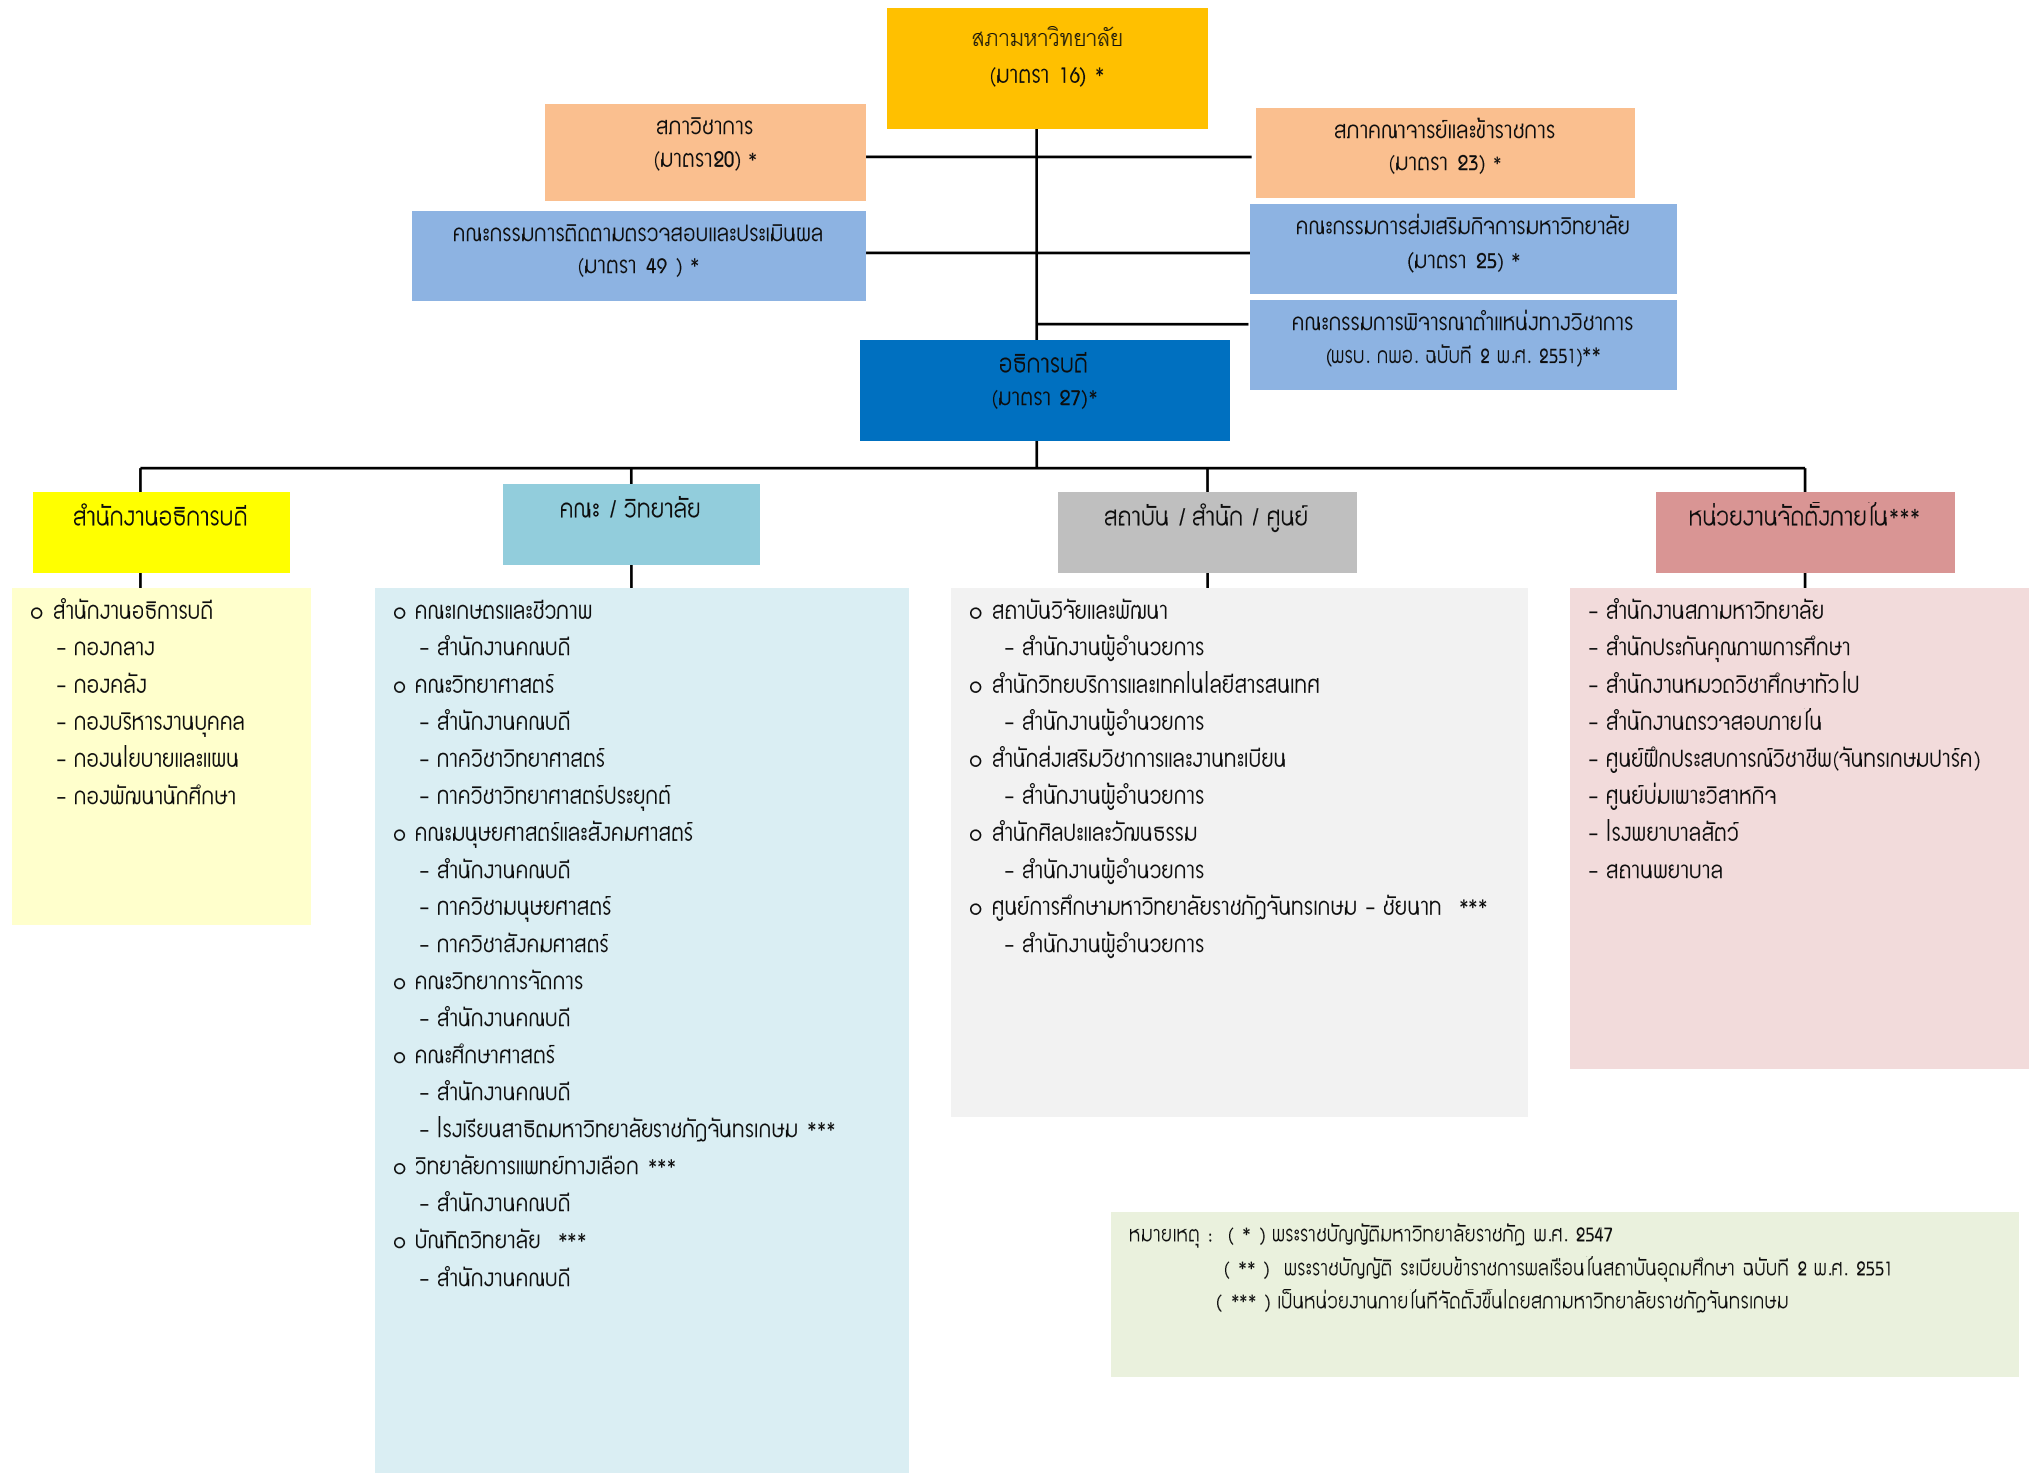 สภามหาวิทยาลัย
(มาตรา 16) *
สภาวิชาการ
(มาตรา20) *
สภาคณาจารย์และข้าราชการ
(มาตรา 23) *
คณะกรรมการติดตามตรวจสอบและประเมินผล
(มาตรา 49 ) *
คณะกรรมการส่งเสริมกิจการมหาวิทยาลัย
(มาตรา 25) *
คณะกรรมการพิจารณาตำแหน่งทางวิชาการ
(พรบ. กพอ. ฉบับที่ 2 พ.ศ. 2551)**
อธิการบดี
(มาตรา 27)*
สำนักงานอธิการบดี
คณะ / วิทยาลัย
สถาบัน / สำนัก / ศูนย์
หน่วยงานจัดตั้งภายใน***
o สำนักงานอธิการบดี
- กองกลาง
- กองคลัง
- กองบริหารงานบุคคล
- กองนโยบายและแผน
- กองพัฒนานักศึกษา
o คณะเกษตรและชีวภาพ
- สำนักงานคณบดี
o คณะวิทยาศาสตร์
- สำนักงานคณบดี
- ภาควิชาวิทยาศาสตร์
- ภาควิชาวิทยาศาสตร์ประยุกต์
o คณะมนุษยศาสตร์และสังคมศาสตร์
- สำนักงานคณบดี
- ภาควิชามนุษยศาสตร์
- ภาควิชาสังคมศาสตร์
o คณะวิทยาการจัดการ
- สำนักงานคณบดี
o คณะศึกษาศาสตร์
- สำนักงานคณบดี
- โรงเรียนสาธิตมหาวิทยาลัยราชภัฏจันทรเกษม ***
o วิทยาลัยการแพทย์ทางเลือก ***
- สำนักงานคณบดี
o บัณฑิตวิทยาลัย ***
- สำนักงานคณบดี
o สถาบันวิจัยและพัฒนา
- สำนักงานผู้อำนวยการ
o สำนักวิทยบริการและเทคโนโลยีสารสนเทศ
- สำนักงานผู้อำนวยการ
o สำนักส่งเสริมวิชาการและงานทะเบียน
- สำนักงานผู้อำนวยการ
o สำนักศิลปะและวัฒนธรรม
- สำนักงานผู้อำนวยการ
o ศูนย์การศึกษามหาวิทยาลัยราชภัฏจันทรเกษม - ชัยนาท ***
- สำนักงานผู้อำนวยการ
- สำนักงานสภามหาวิทยาลัย
- สำนักประกันคุณภาพการศึกษา
- สำนักงานหมวดวิชาศึกษาทั่วไป
- สำนักงานตรวจสอบภายใน
- ศูนย์ฝึกประสบการณ์วิชาชีพ(จันทรเกษมปาร์ค)
- ศูนย์บ่มเพาะวิสาหกิจ
- โรงพยาบาลสัตว์
- สถานพยาบาล
หมายเหตุ : ( * ) พระราชบัญญัติมหาวิทยาลัยราชภัฏ พ.ศ. 2547
( ** ) พระราชบัญญัติ ระเบียบข้าราชการพลเรือนในสถาบันอุดมศึกษา ฉบับที่ 2 พ.ศ. 2551
( *** ) เป็นหน่วยงานภายในที่จัดตั้งขึ้นโดยสภามหาวิทยาลัยราชภัฏจันทรเกษม